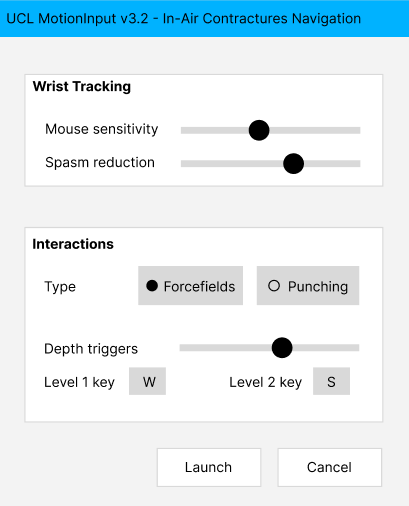 UCL MotionInput v3.2 - In-Air Contractures Navigation
Wrist Tracking
Mouse sensitivity
Spasm reduction
Interactions
Type Forcefields Punching
Depth triggers
Level 1 key W Level 2 key S
Launch Cancel